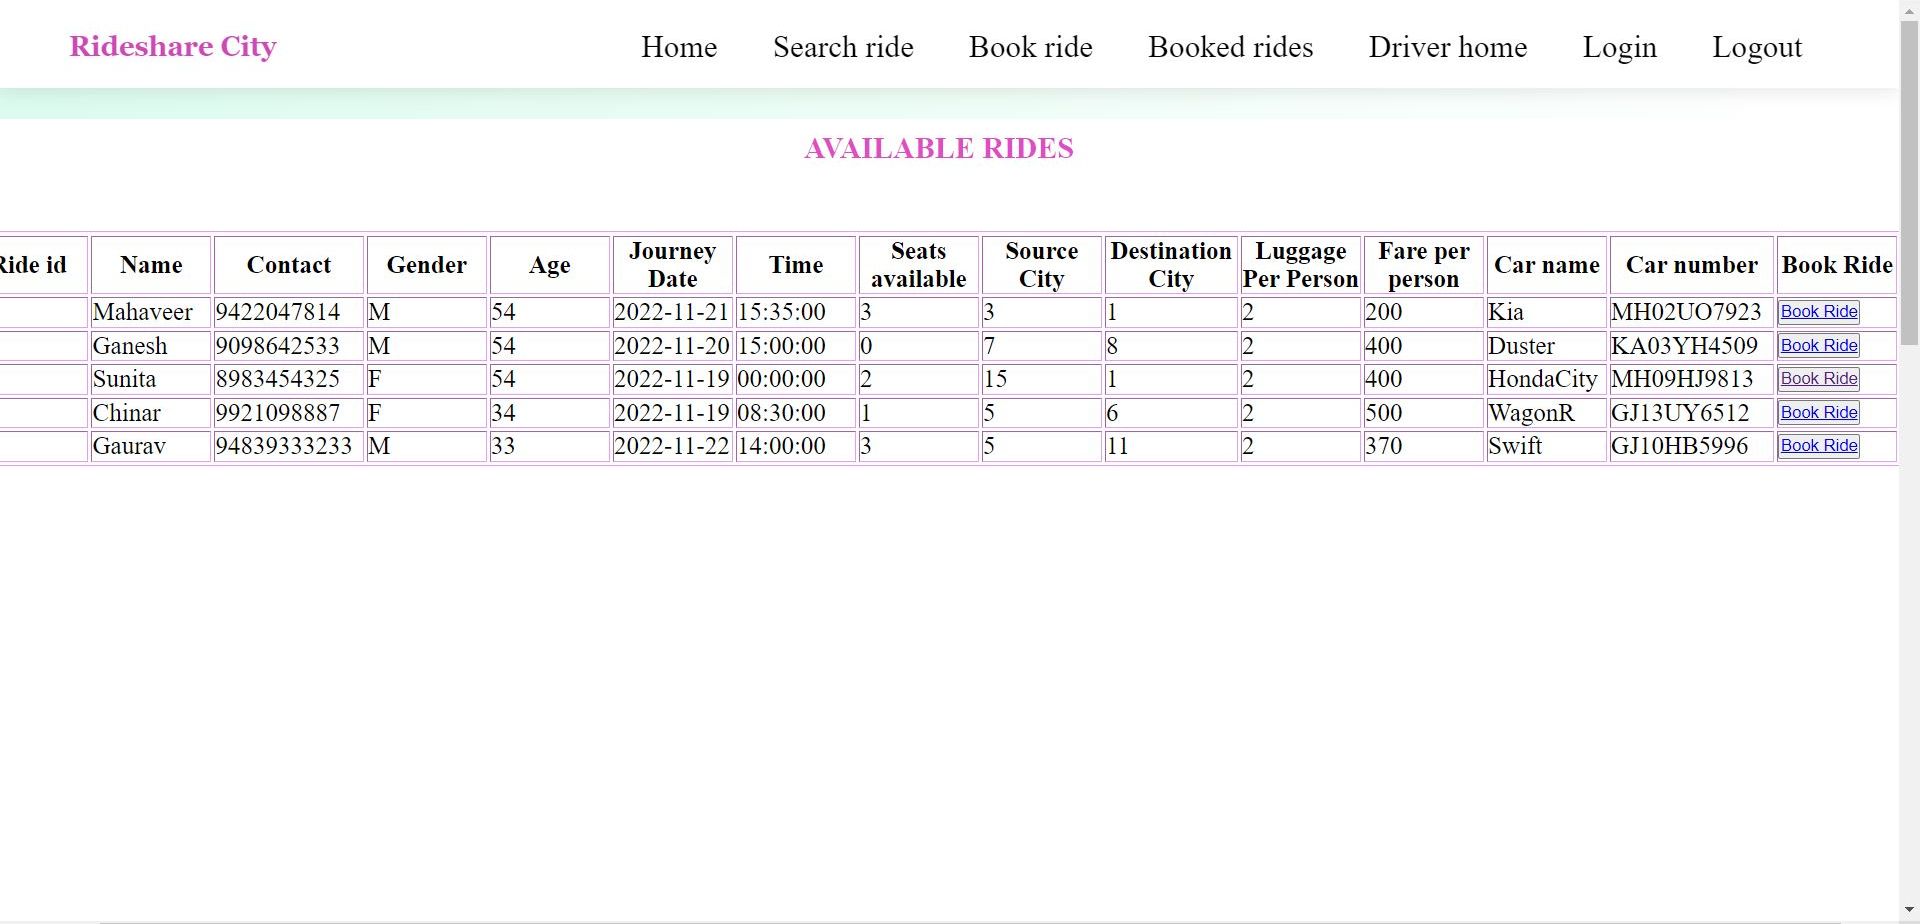 Rideshare City Home Search ride Book ride Booked rides Driver home Login Logout
AVAILABLE RIDES
Ride id Name Contact Gender Age Journey Date Time Seats available Source City Destination City Luggage Per Person Fare per person Car name Car number Book Ride
Mahaveer 9422047814 M 54 2022-11-21 15:35:00 3 3 1 2 200 Kia MH02UO7923 Book Ride
Ganesh 9098642533 M 54 2022-11-20 15:00:00 0 7 8 2 400 Duster KA03YH4509 Book Ride
Sunita 8983454325 F 54 2022-11-19 00:00:00 2 15 1 2 400 HondaCity MH09HJ9813 Book Ride
Chinar 9921098887 F 34 2022-11-19 08:30:00 1 5 6 2 500 WagonR GJ13UY6512 Book Ride
Gaurav 94839333233 M 33 2022-11-22 14:00:00 3 5 11 2 370 Swift GJ10HB5996 Book Ride